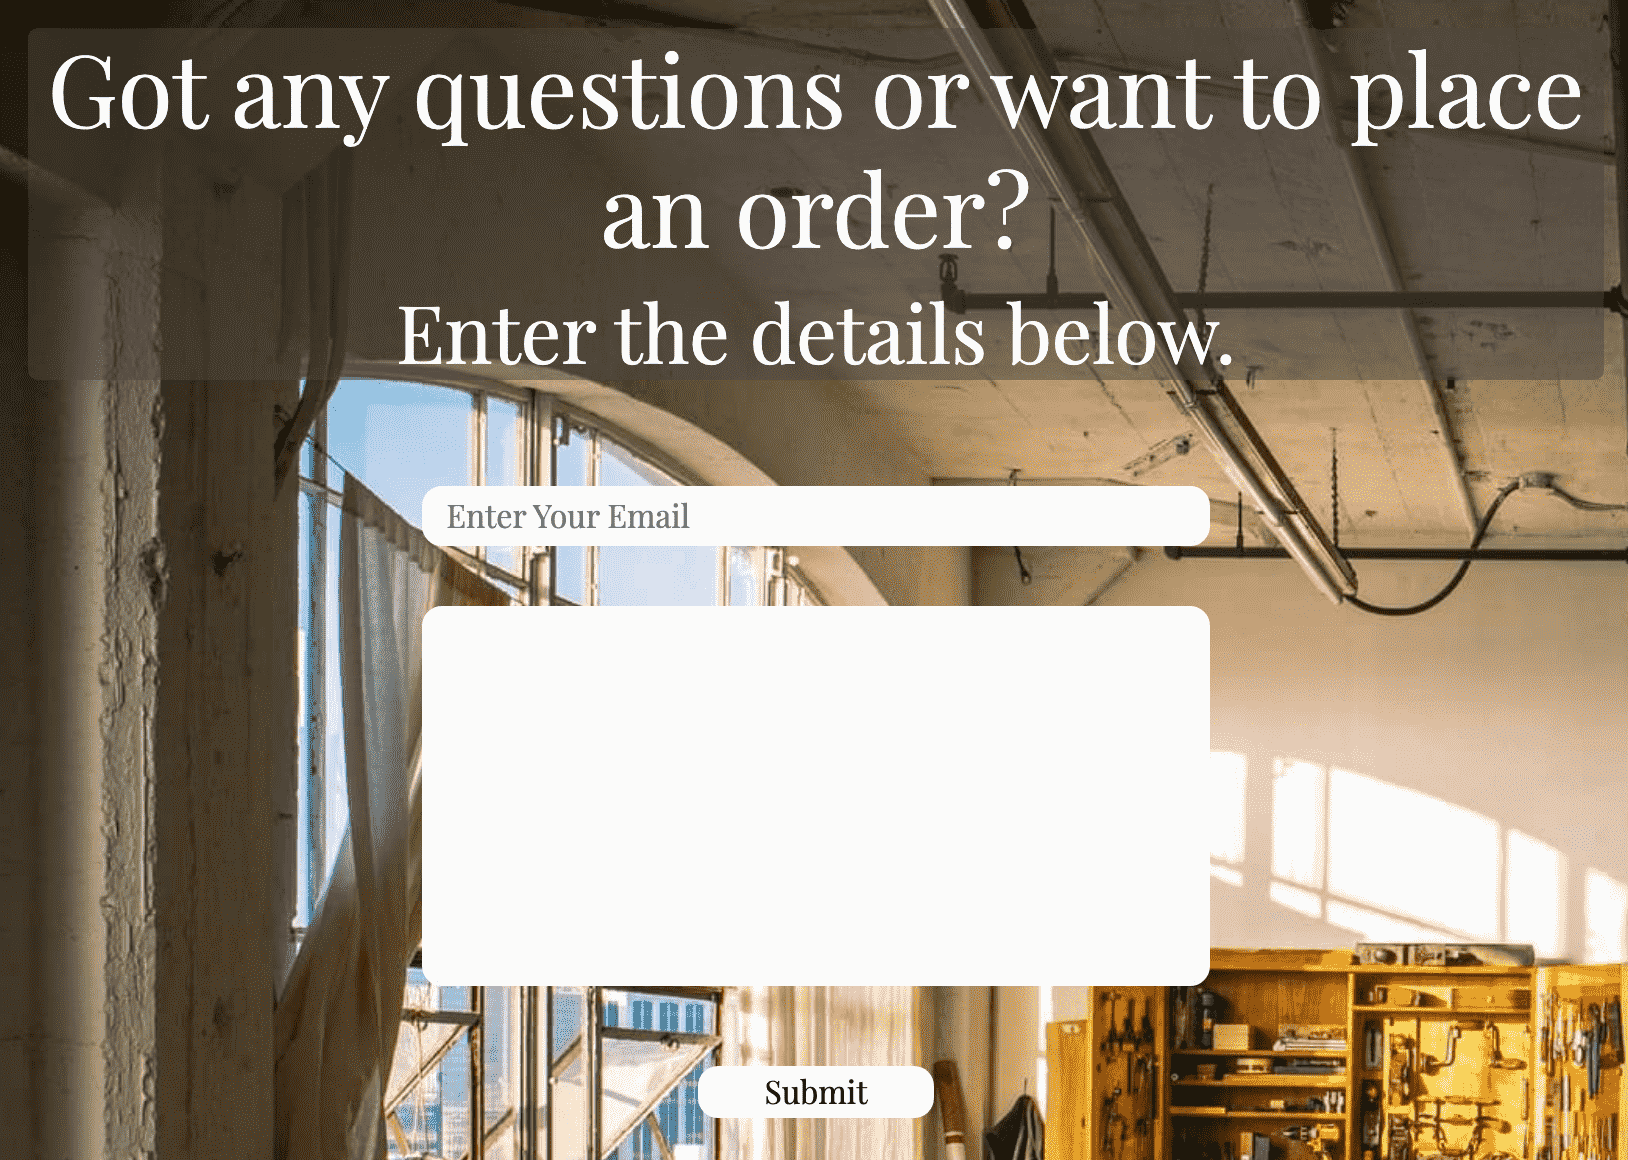 Got any questions or want to place
an order?
Enter the details below.
Enter Your Email
Submit